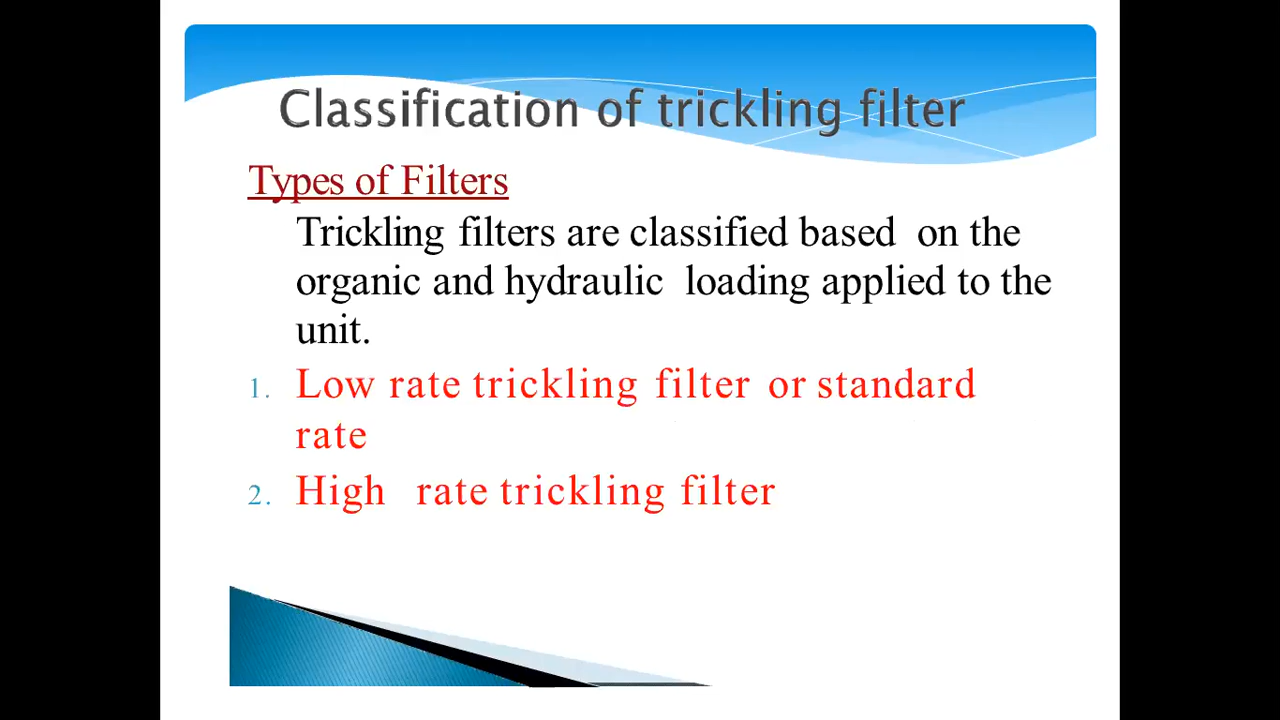 Classification of trickling filter
Types of Filters
Trickling filters are classified based on the
organic and hydraulic loading applied to the
unit.
1. Low rate trickling filter or standard
rate
2. High rate trickling filter